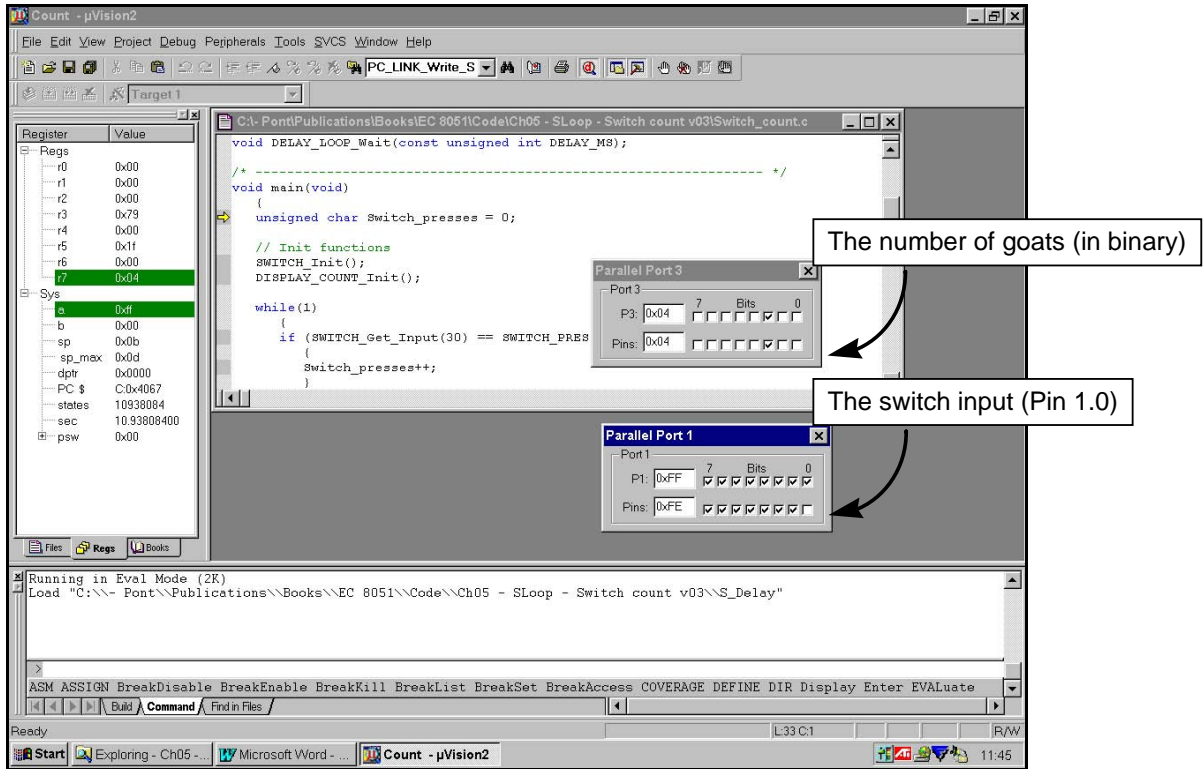 Count - µVision2
File Edit View Project Debug Peripherals Tools SVCS Window Help
PC_LINK_Write_S
Target 1
Register Value
Regs
r0 0x00
r1 0x00
r2 0x00
r3 0x79
r4 0x00
r5 0x1f
r6 0x00
r7 0x04
Sys
a 0xff
b 0x00
sp 0x0b
sp_max 0x0d
dptr 0x0000
PC $ C:0x4067
states 10938084
sec 10.93808400
psw 0x00
Files Regs Books
C:\- Pont\Publications\Books\EC 8051\Code\Ch05 - SLoop - Switch count v03\Switch_count.c
void DELAY_LOOP_Wait(const unsigned int DELAY_MS);
/* ---------------------------------------------------------------- */
void main(void)
{
unsigned char Switch_presses = 0;
// Init functions
SWITCH_Init();
DISPLAY_COUNT_Init();
while(1)
{
if (SWITCH_Get_Input(30) == SWITCH_PRES
{
Switch_presses++;
}
Parallel Port 3
Port 3
P3: 0x04 7 Bits 0
Pins: 0x04
The number of goats (in binary)
The switch input (Pin 1.0)
Parallel Port 1
Port 1
P1: 0xFF 7 Bits 0
Pins: 0xFE
Running in Eval Mode (2K)
Load "C:\\- Pont\\Publications\\Books\\EC 8051\\Code\\Ch05 - SLoop - Switch count v03\\S_Delay"
>
ASM ASSIGN BreakDisable BreakEnable BreakKill BreakList BreakSet BreakAccess COVERAGE DEFINE DIR Display Enter EVALuate
Build Command Find in Files
Ready L:33 C:1 R/W
Start Exploring - Ch05 -... Microsoft Word - ... Count - µVision2 11:45